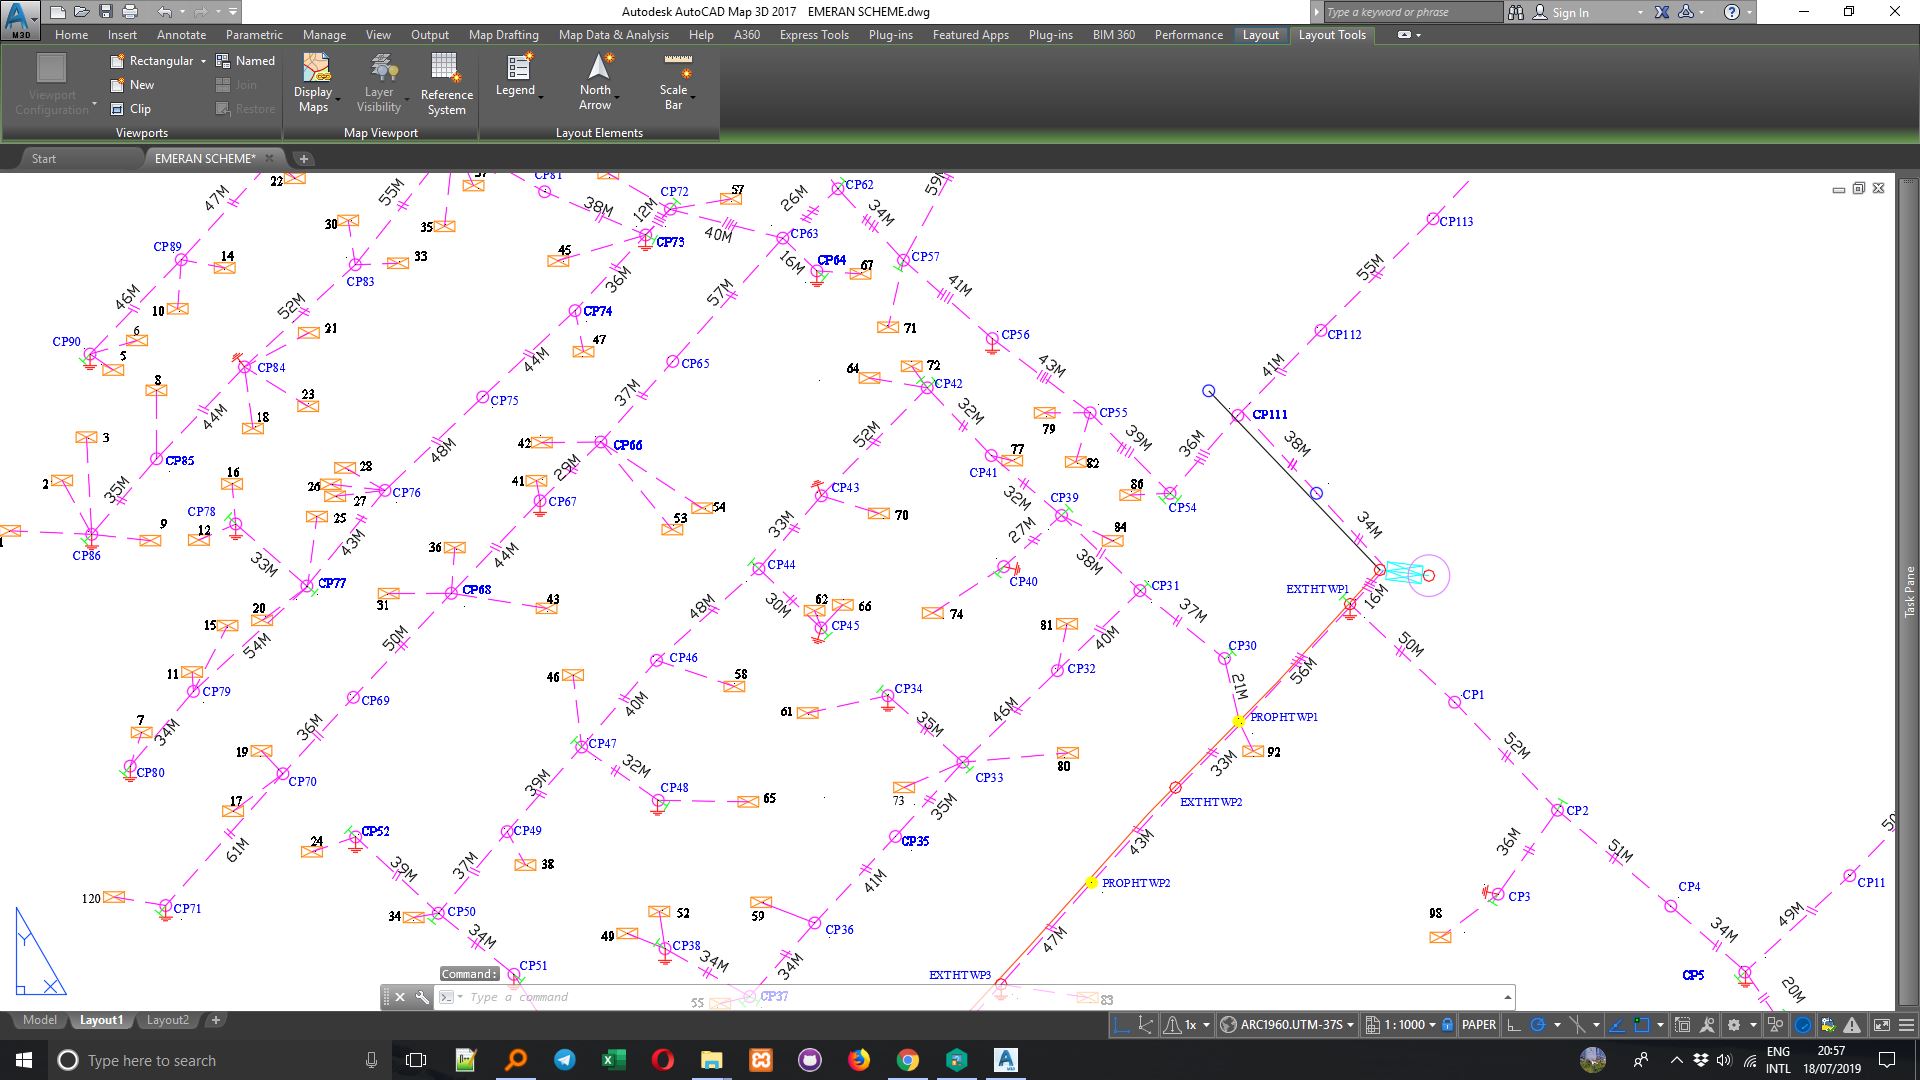 Autodesk AutoCAD Map 3D 2017 EMERAN SCHEME.dwg
Type a keyword or phrase
Sign In
M3D
Home Insert Annotate Parametric Manage View Output Map Drafting Map Data & Analysis Help A360 Express Tools Plug-ins Featured Apps Plug-ins BIM 360 Performance Layout Layout Tools
Viewport Configuration
Rectangular
New
Clip
Named
Join
Restore
Display Maps
Layer Visibility
Reference System
Legend
North Arrow
Scale Bar
Viewports
Map Viewport
Layout Elements
Start
EMERAN SCHEME*
22
CP81
CP72
57
CP62
47M
55M
38M
12M
26M
34M
59M
30
35
CP73
40M
CP63
CP113
CP89
14
33
CP83
45
16M
CP64
67
CP57
46M
10
52M
36M
57M
41M
55M
6
21
CP74
71
CP56
CP112
CP90
5
47
CP84
44M
CP65
64
72
CP42
43M
41M
8
23
CP75
37M
32M
CP55
CP111
18
44M
48M
42
CP66
52M
79
39M
36M
38M
3
CP85
28
29M
CP41
77
82
2
35M
16
26
27
CP76
41
CP67
54
53
CP43
70
32M
CP39
86
CP54
9
CP78
12
25
43M
33M
27M
84
34M
CP86
33M
36
44M
CP44
CP40
38M
CP31
EXTHTWP1
16M
CP77
31
CP68
43
30M
62
66
74
37M
20
15
54M
50M
48M
CP45
81
40M
CP30
50M
11
CP79
CP69
46
CP46
58
CP34
CP32
21M
56M
CP1
7
34M
36M
40M
61
35M
46M
PROPHTWP1
19
CP47
32M
CP33
80
92
33M
52M
CP80
CP70
CP48
65
73
35M
EXTHTWP2
CP2
17
39M
61M
24
CP52
CP49
38
CP35
43M
36M
51M
39M
37M
41M
PROPHTWP2
CP3
CP4
CP11
120
CP71
34
CP50
52
59
98
49M
49
CP38
CP36
47M
34M
34M
34M
34M
CP51
EXTHTWP3
CP5
20M
55
CP37
83
Y
X
Command:
Type a command
Task Pane
Model Layout1 Layout2
1x
ARC1960.UTM-37S
1:1000
PAPER
Type here to search
ENG
INTL
20:57
18/07/2019